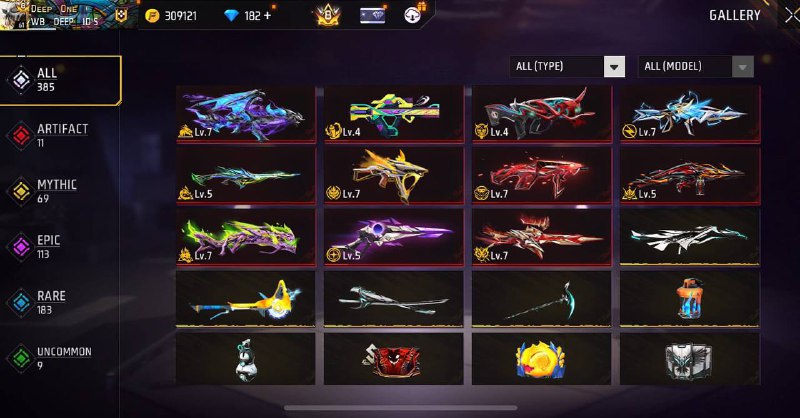 DEEP ONE
61
WB DEEP ID'S
309121
182 +
B
GALLERY
ALL
385
ALL (TYPE)
ALL (MODEL)
ARTIFACT
11
MYTHIC
69
EPIC
113
RARE
183
UNCOMMON
9
Lv.7
Lv.4
Lv.4
Lv.7
Lv.5
Lv.7
Lv.7
Lv.5
Lv.7
Lv.5
Lv.7